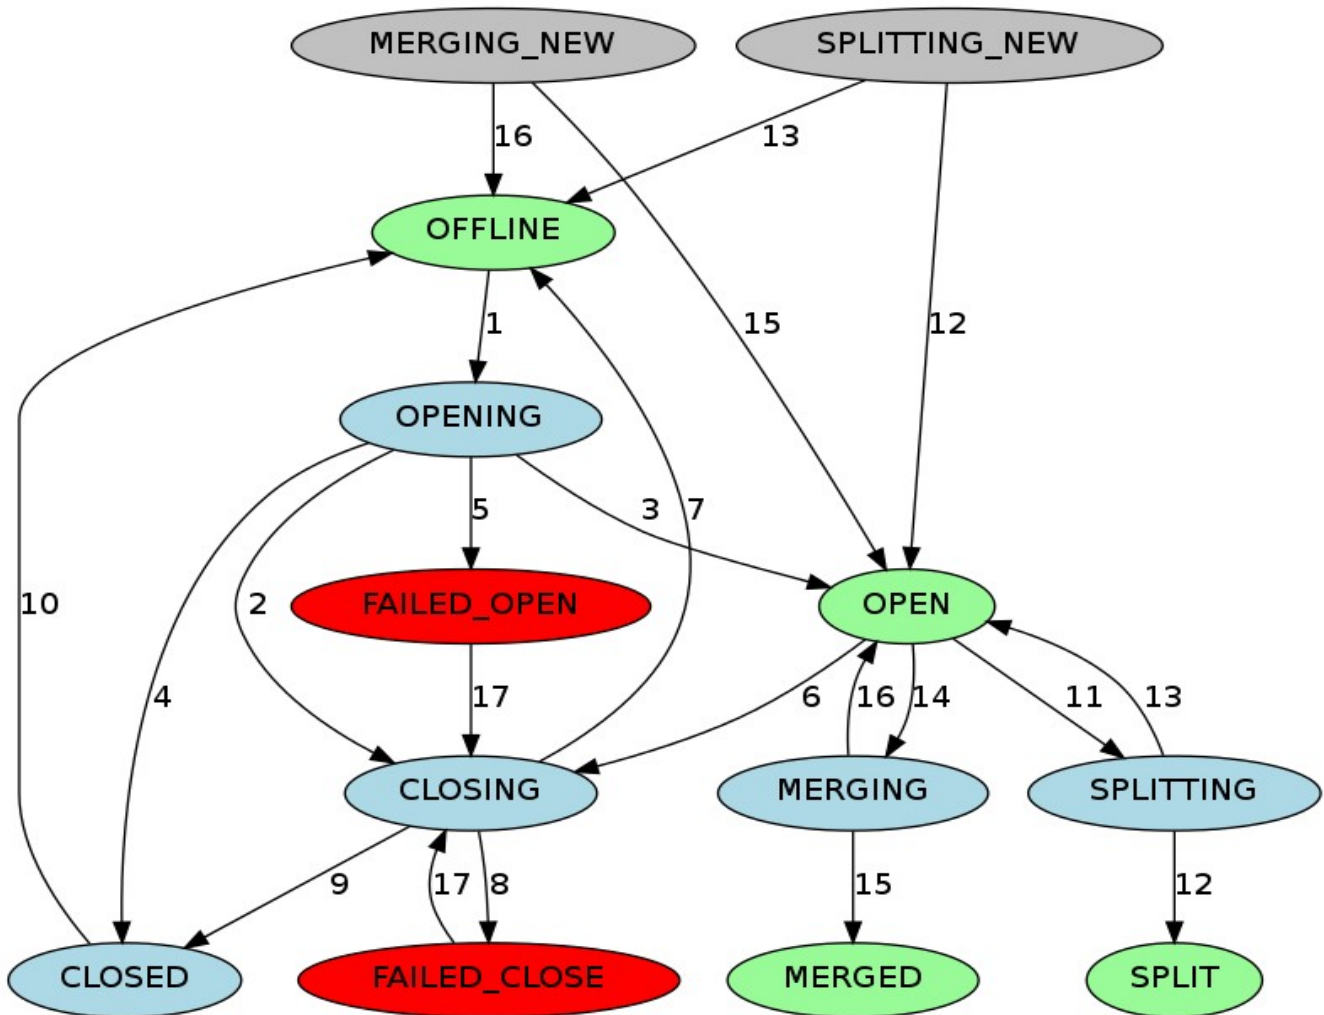 MERGING_NEW
SPLITTING_NEW
16
13
OFFLINE
1
15
12
OPENING
5
3
7
10
2
FAILED_OPEN
OPEN
4
17
6
16
14
11
13
CLOSING
MERGING
SPLITTING
9
17
8
15
12
CLOSED
FAILED_CLOSE
MERGED
SPLIT